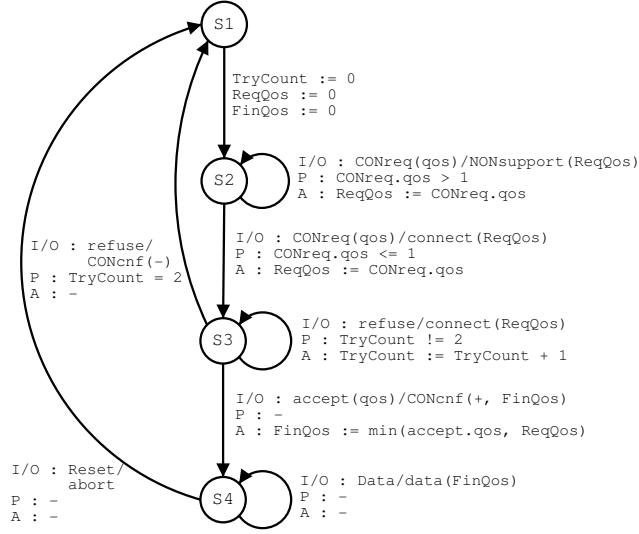 S1
TryCount := 0
ReqQos := 0
FinQos := 0
S2
I/O : CONreq(qos)/NONsupport(ReqQos)
P : CONreq.qos > 1
A : ReqQos := CONreq.qos
I/O : CONreq(qos)/connect(ReqQos)
P : CONreq.qos <= 1
A : ReqQos := CONreq.qos
I/O : refuse/
CONcnf(-)
P : TryCount = 2
A : -
S3
I/O : refuse/connect(ReqQos)
P : TryCount != 2
A : TryCount := TryCount + 1
I/O : accept(qos)/CONcnf(+, FinQos)
P : -
A : FinQos := min(accept.qos, ReqQos)
I/O : Reset/
abort
P : -
A : -
S4
I/O : Data/data(FinQos)
P : -
A : -